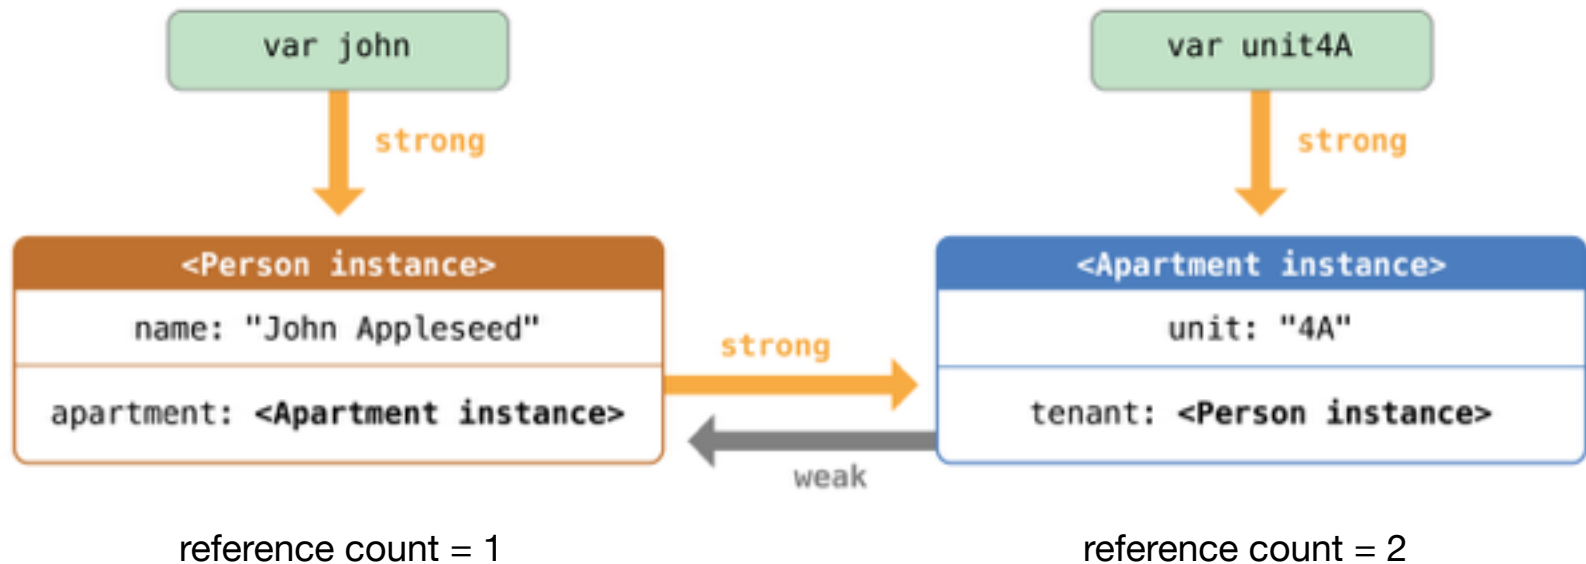 var john
var unit4A
strong
strong
<Person instance>
<Apartment instance>
name: "John Appleseed"
unit: "4A"
strong
apartment: <Apartment instance>
tenant: <Person instance>
weak
reference count = 1
reference count = 2